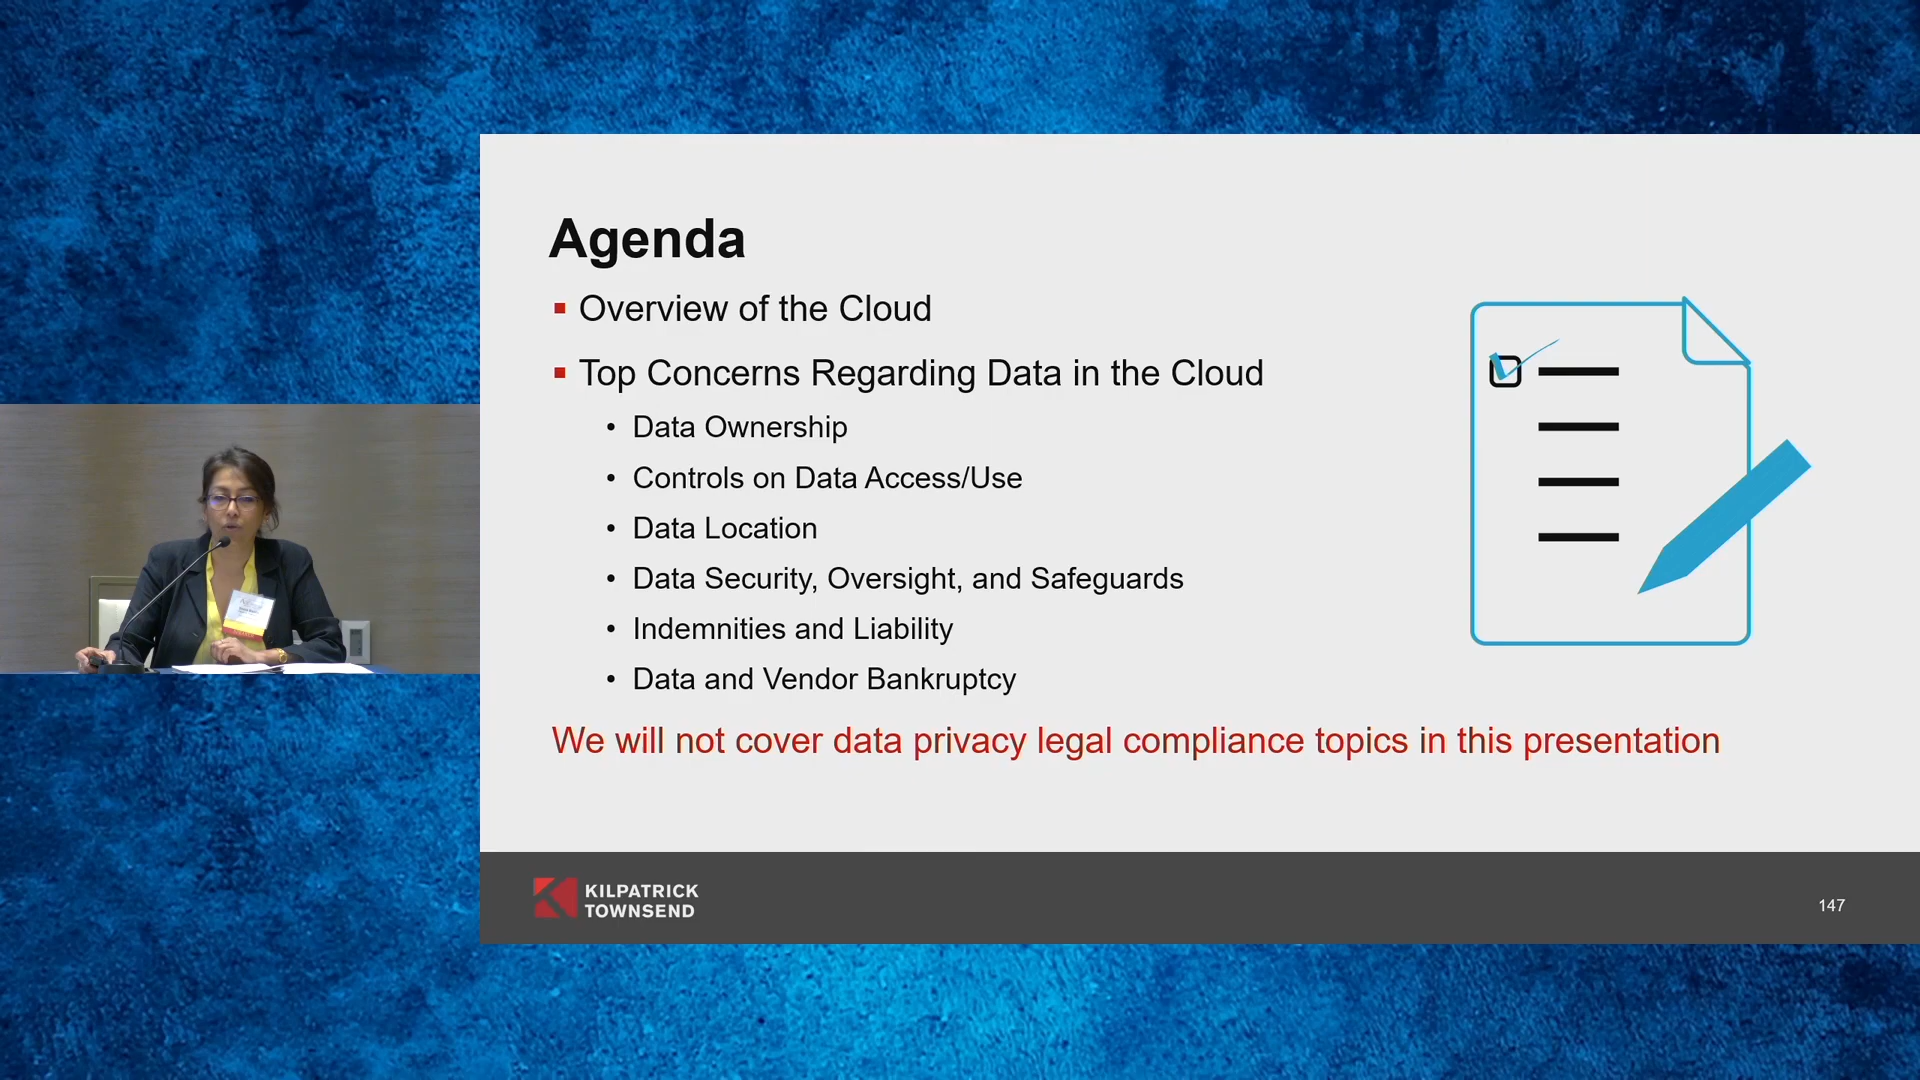 Agenda
Overview of the Cloud
Top Concerns Regarding Data in the Cloud
• Data Ownership
• Controls on Data Access/Use
• Data Location
• Data Security, Oversight, and Safeguards
• Indemnities and Liability
• Data and Vendor Bankruptcy
We will not cover data privacy legal compliance topics in this presentation
KILPATRICK
TOWNSEND
147